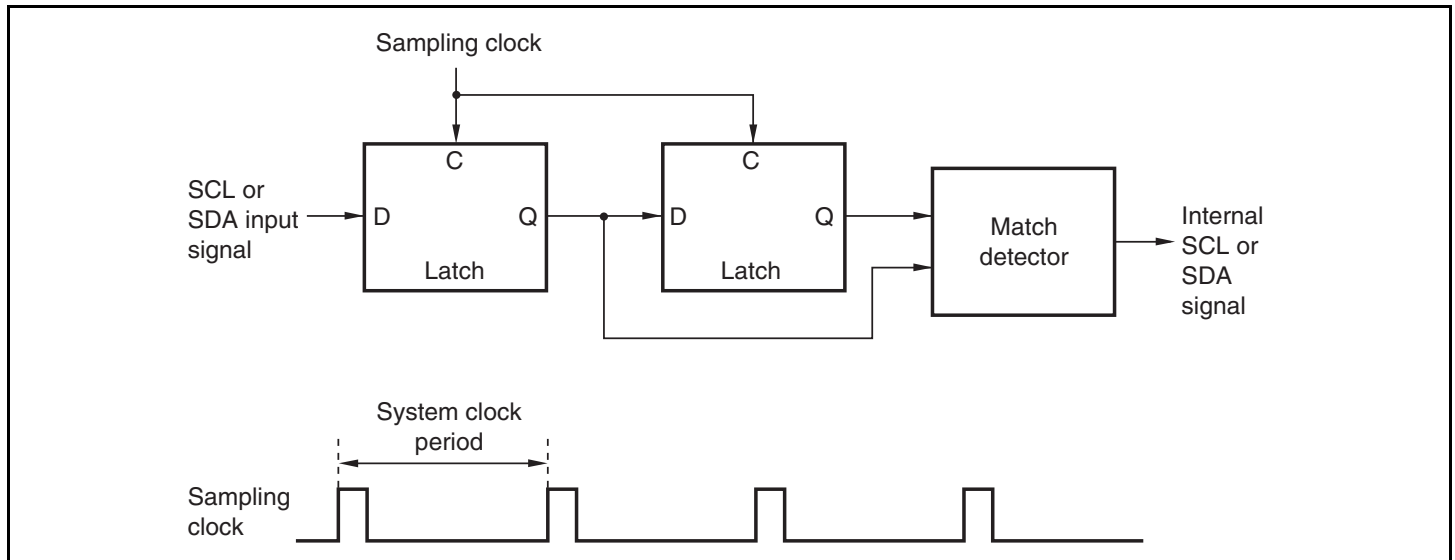 Sampling clock
C
C
SCL or
SDA input
signal
D
Q
D
Q
Latch
Latch
Match
detector
Internal
SCL or
SDA
signal
System clock
period
Sampling
clock